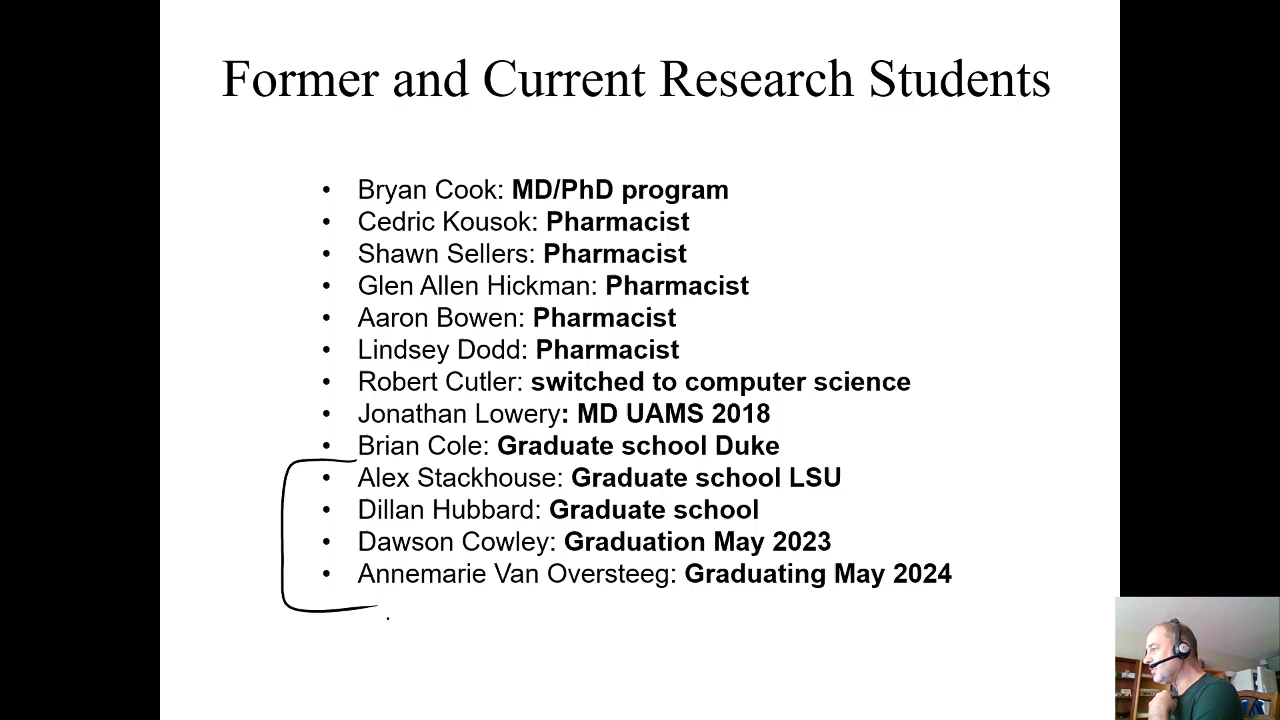 Former and Current Research Students
• Bryan Cook: MD/PhD program
• Cedric Kousok: Pharmacist
• Shawn Sellers: Pharmacist
• Glen Allen Hickman: Pharmacist
• Aaron Bowen: Pharmacist
• Lindsey Dodd: Pharmacist
• Robert Cutler: switched to computer science
• Jonathan Lowery: MD UAMS 2018
• Brian Cole: Graduate school Duke
• Alex Stackhouse: Graduate school LSU
• Dillan Hubbard: Graduate school
• Dawson Cowley: Graduation May 2023
• Annemarie Van Oversteeg: Graduating May 2024